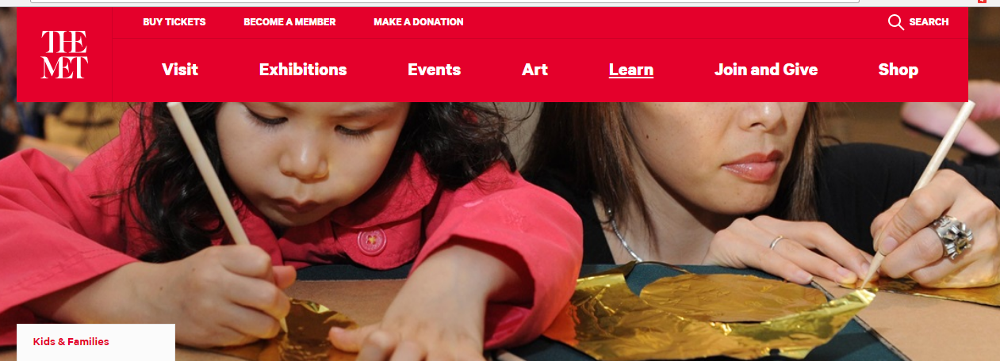 BUY TICKETS BECOME A MEMBER MAKE A DONATION SEARCH
THE
MET
Visit Exhibitions Events Art Learn Join and Give Shop
Kids & Families